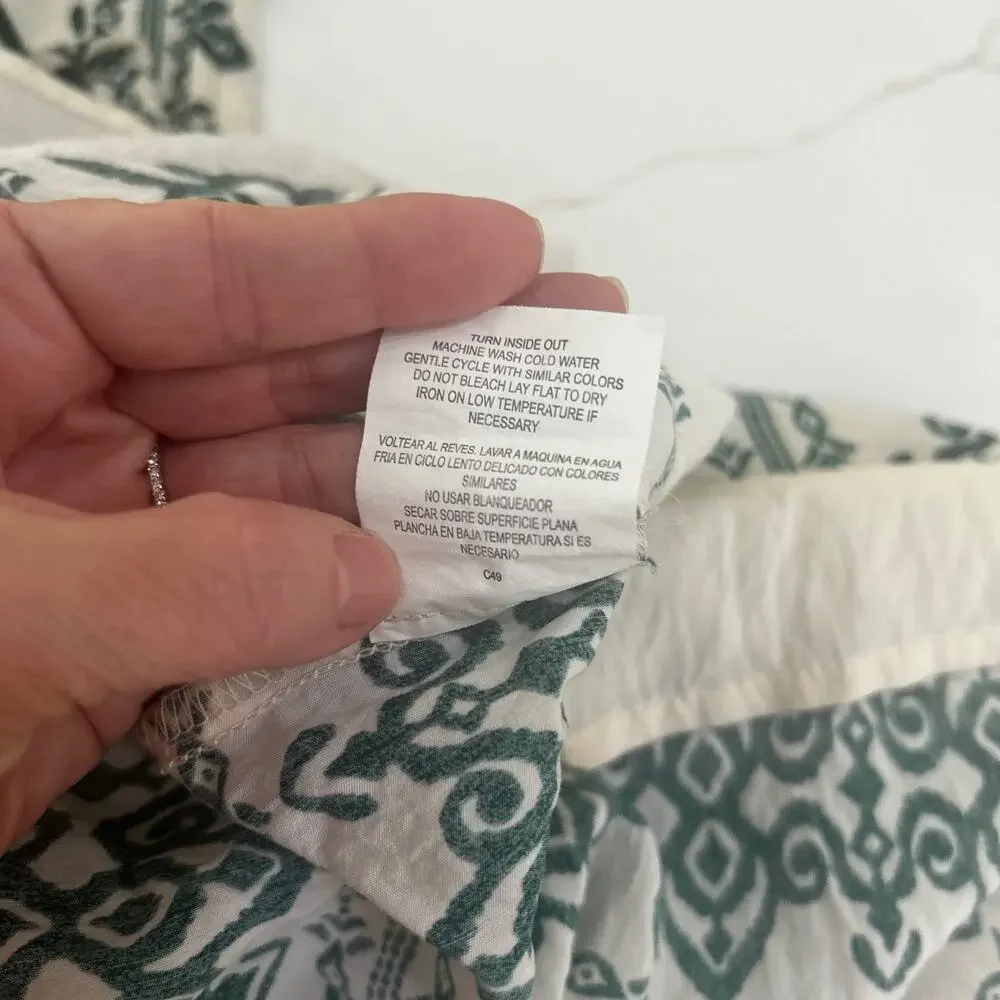 TURN INSIDE OUT
MACHINE WASH COLD WATER
GENTLE CYCLE WITH SIMILAR COLORS
DO NOT BLEACH LAY FLAT TO DRY
IRON ON LOW TEMPERATURE IF
NECESSARY
VOLTEAR AL REVES. LAVAR A MAQUINA EN AGUA
FRIA EN CICLO LENTO DELICADO CON COLORES
SIMILARES
NO USAR BLANQUEADOR
SECAR SOBRE SUPERFICIE PLANA
PLANCHA EN BAJA TEMPERATURA SI ES
NECESARIO
C49